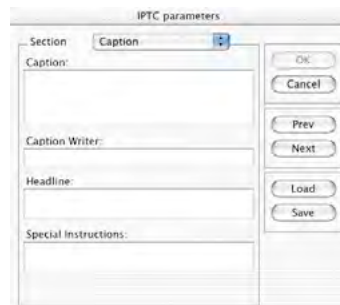 IPTC parameters
Section Caption
Caption:
Caption Writer:
Headline:
Special Instructions:
OK
Cancel
Prev
Next
Load
Save